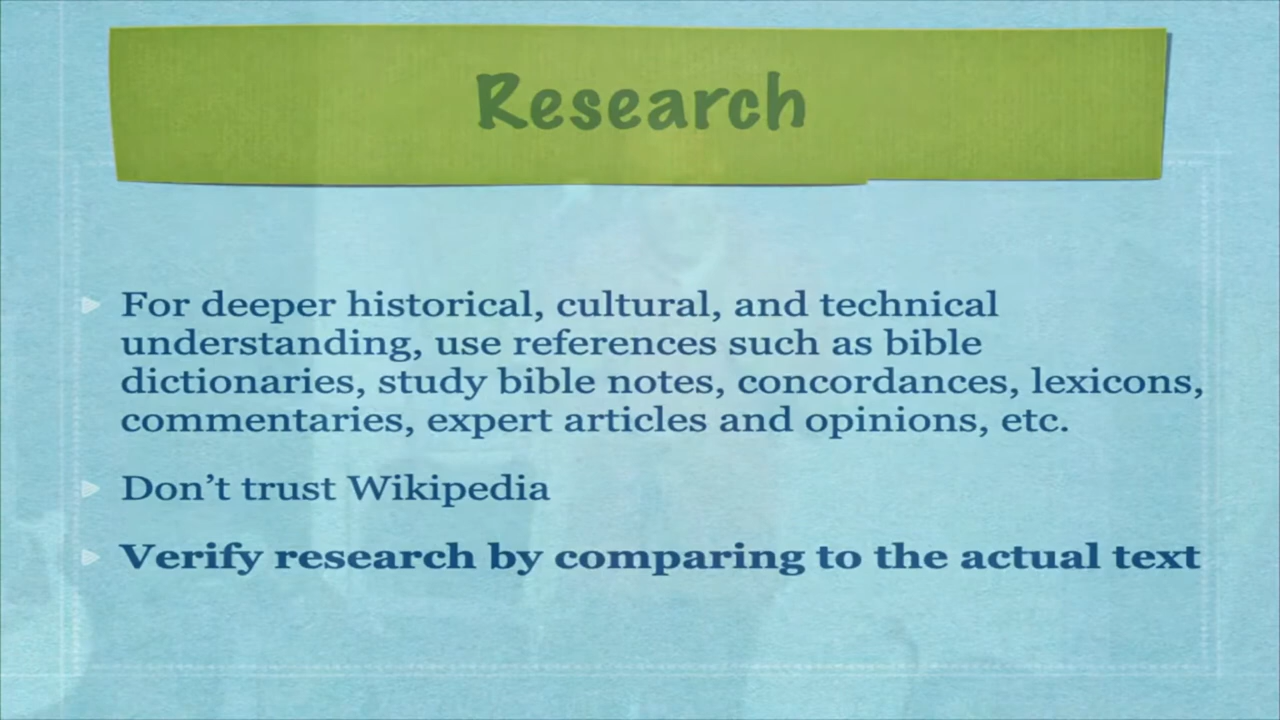 Research
For deeper historical, cultural, and technical
understanding, use references such as bible
dictionaries, study bible notes, concordances, lexicons,
commentaries, expert articles and opinions, etc.
Don’t trust Wikipedia
Verify research by comparing to the actual text